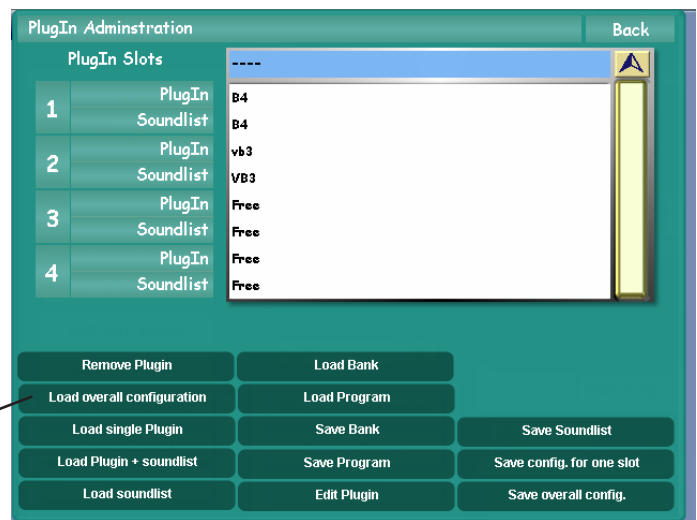 PlugIn Adminstration Back
PlugIn Slots ----
1 PlugIn B4
Soundlist B4
2 PlugIn vb3
Soundlist VB3
3 PlugIn Free
Soundlist Free
4 PlugIn Free
Soundlist Free
Remove Plugin Load Bank
Load overall configuration Load Program
Load single Plugin Save Bank Save Soundlist
Load Plugin + soundlist Save Program Save config. for one slot
Load soundlist Edit Plugin Save overall config.